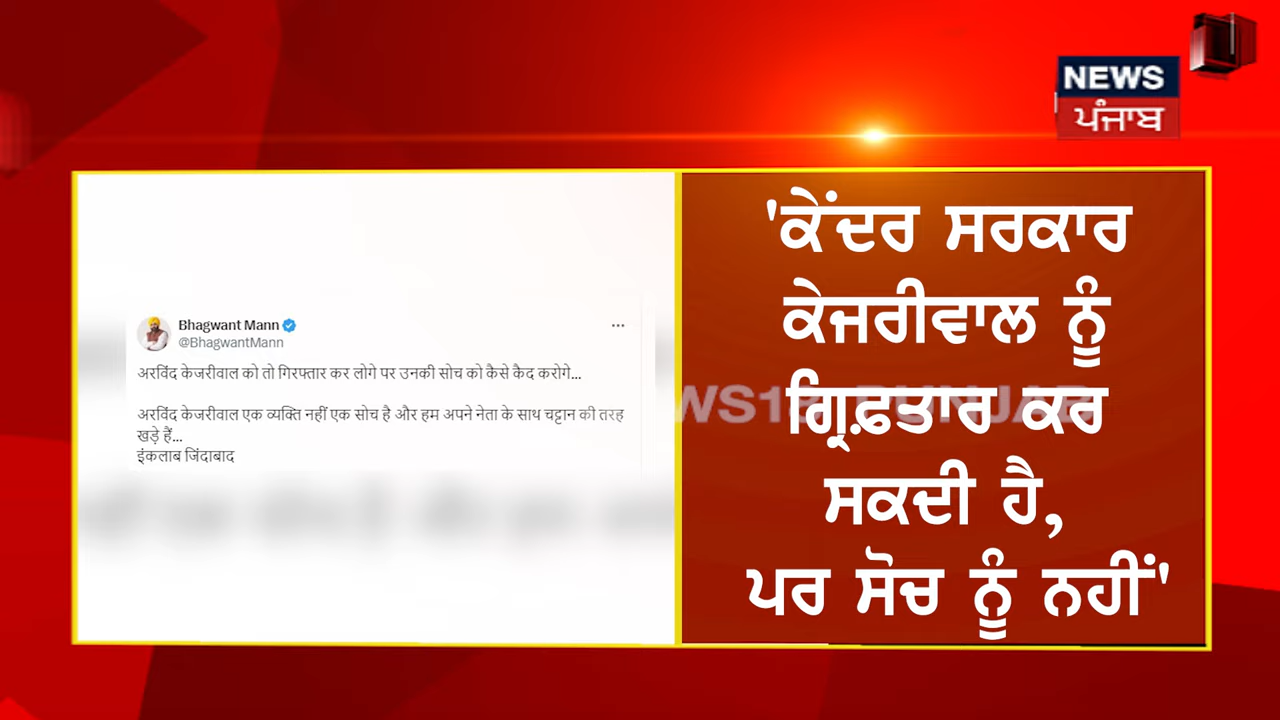 NEWS
ਪੰਜਾਬ
Bhagwant Mann
@BhagwantMann
अरविंद केजरीवाल को तो गिरफ्तार कर लोगे पर उनकी सोच को कैसे कैद करोगे...
अरविंद केजरीवाल एक व्यक्ति नहीं एक सोच है और हम अपने नेता के साथ चट्टान की तरह
खड़े हैं...
इंकलाब जिंदाबाद
'ਕੇਂਦਰ ਸਰਕਾਰ
ਕੇਜਰੀਵਾਲ ਨੂੰ
ਗ੍ਰਿਫ਼ਤਾਰ ਕਰ
ਸਕਦੀ ਹੈ,
ਪਰ ਸੋਚ ਨੂੰ ਨਹੀਂ'